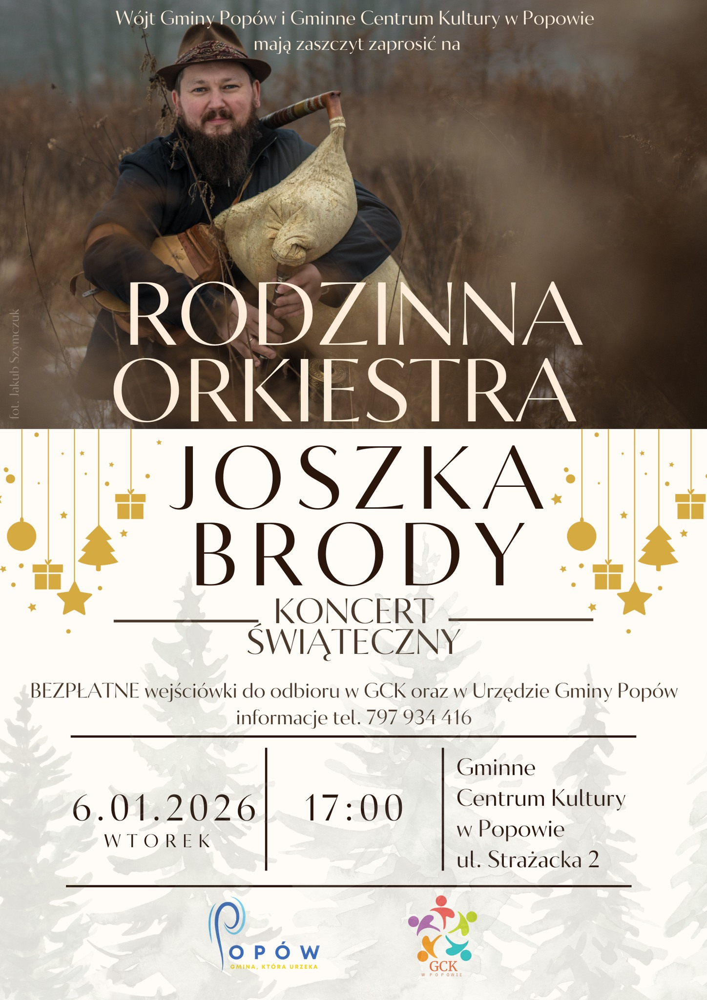 Wójt Gminy Popów i Gminne Centrum Kultury w Popowie
mają zaszczyt zaprosić na
fot. Jakub Szymczuk
RODZINNA
ORKIESTRA
JOSZKA
BRODY
KONCERT
ŚWIĄTECZNY
BEZPŁATNE wejściówki do odbioru w GCK oraz w Urzędzie Gminy Popów
informacje tel. 797 934 416
6.01.2026
WTOREK
17:00
Gminne
Centrum Kultury
w Popowie
ul. Strażacka 2
POPÓW
GMINA, KTÓRA URZEKA
GCK
W POPOWIE